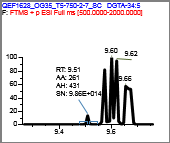 QEF1628_OG35_T5-750-2-7_SC DGTA-34:5
F: FTMS + p ESI Full ms [500.0000-2000.0000]
100
80
60
40
20
0
9.60
9.62
9.66
RT: 9.51
AA: 261
AH: 431
SN: 9.86E+014
9.4
9.6